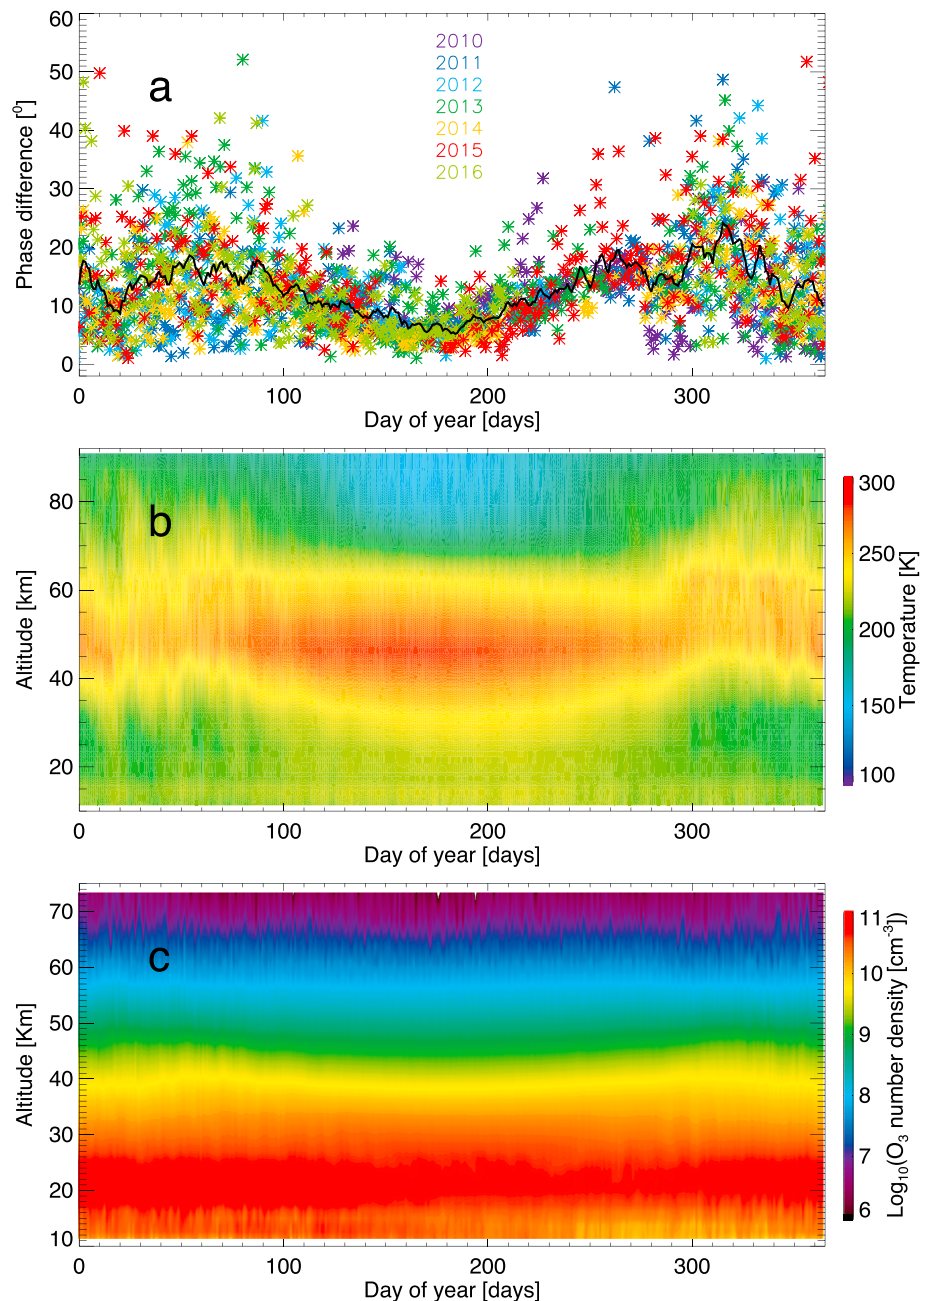 60
50
40
30
20
10
0
Phase difference [⁰]
a
2010
2011
2012
2013
2014
2015
2016
0 100 200 300
Day of year [days]
80
60
40
20
Altitude [km]
b
0 100 200 300
Day of year [days]
300
250
200
150
100
Temperature [K]
70
60
50
40
30
20
10
Altitude [Km]
c
0 100 200 300
Day of year [days]
11
10
9
8
7
6
Log₁₀(O₃ number density [cm⁻³])